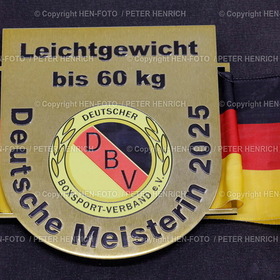 © Copyright HEN-FOTO / PETER HENRICH
Leichtgewicht
bis 60 kg
Deutsche Meisterin 2025
DEUTSCHER
DBV
BOXSPORT-VERBAND e.V.